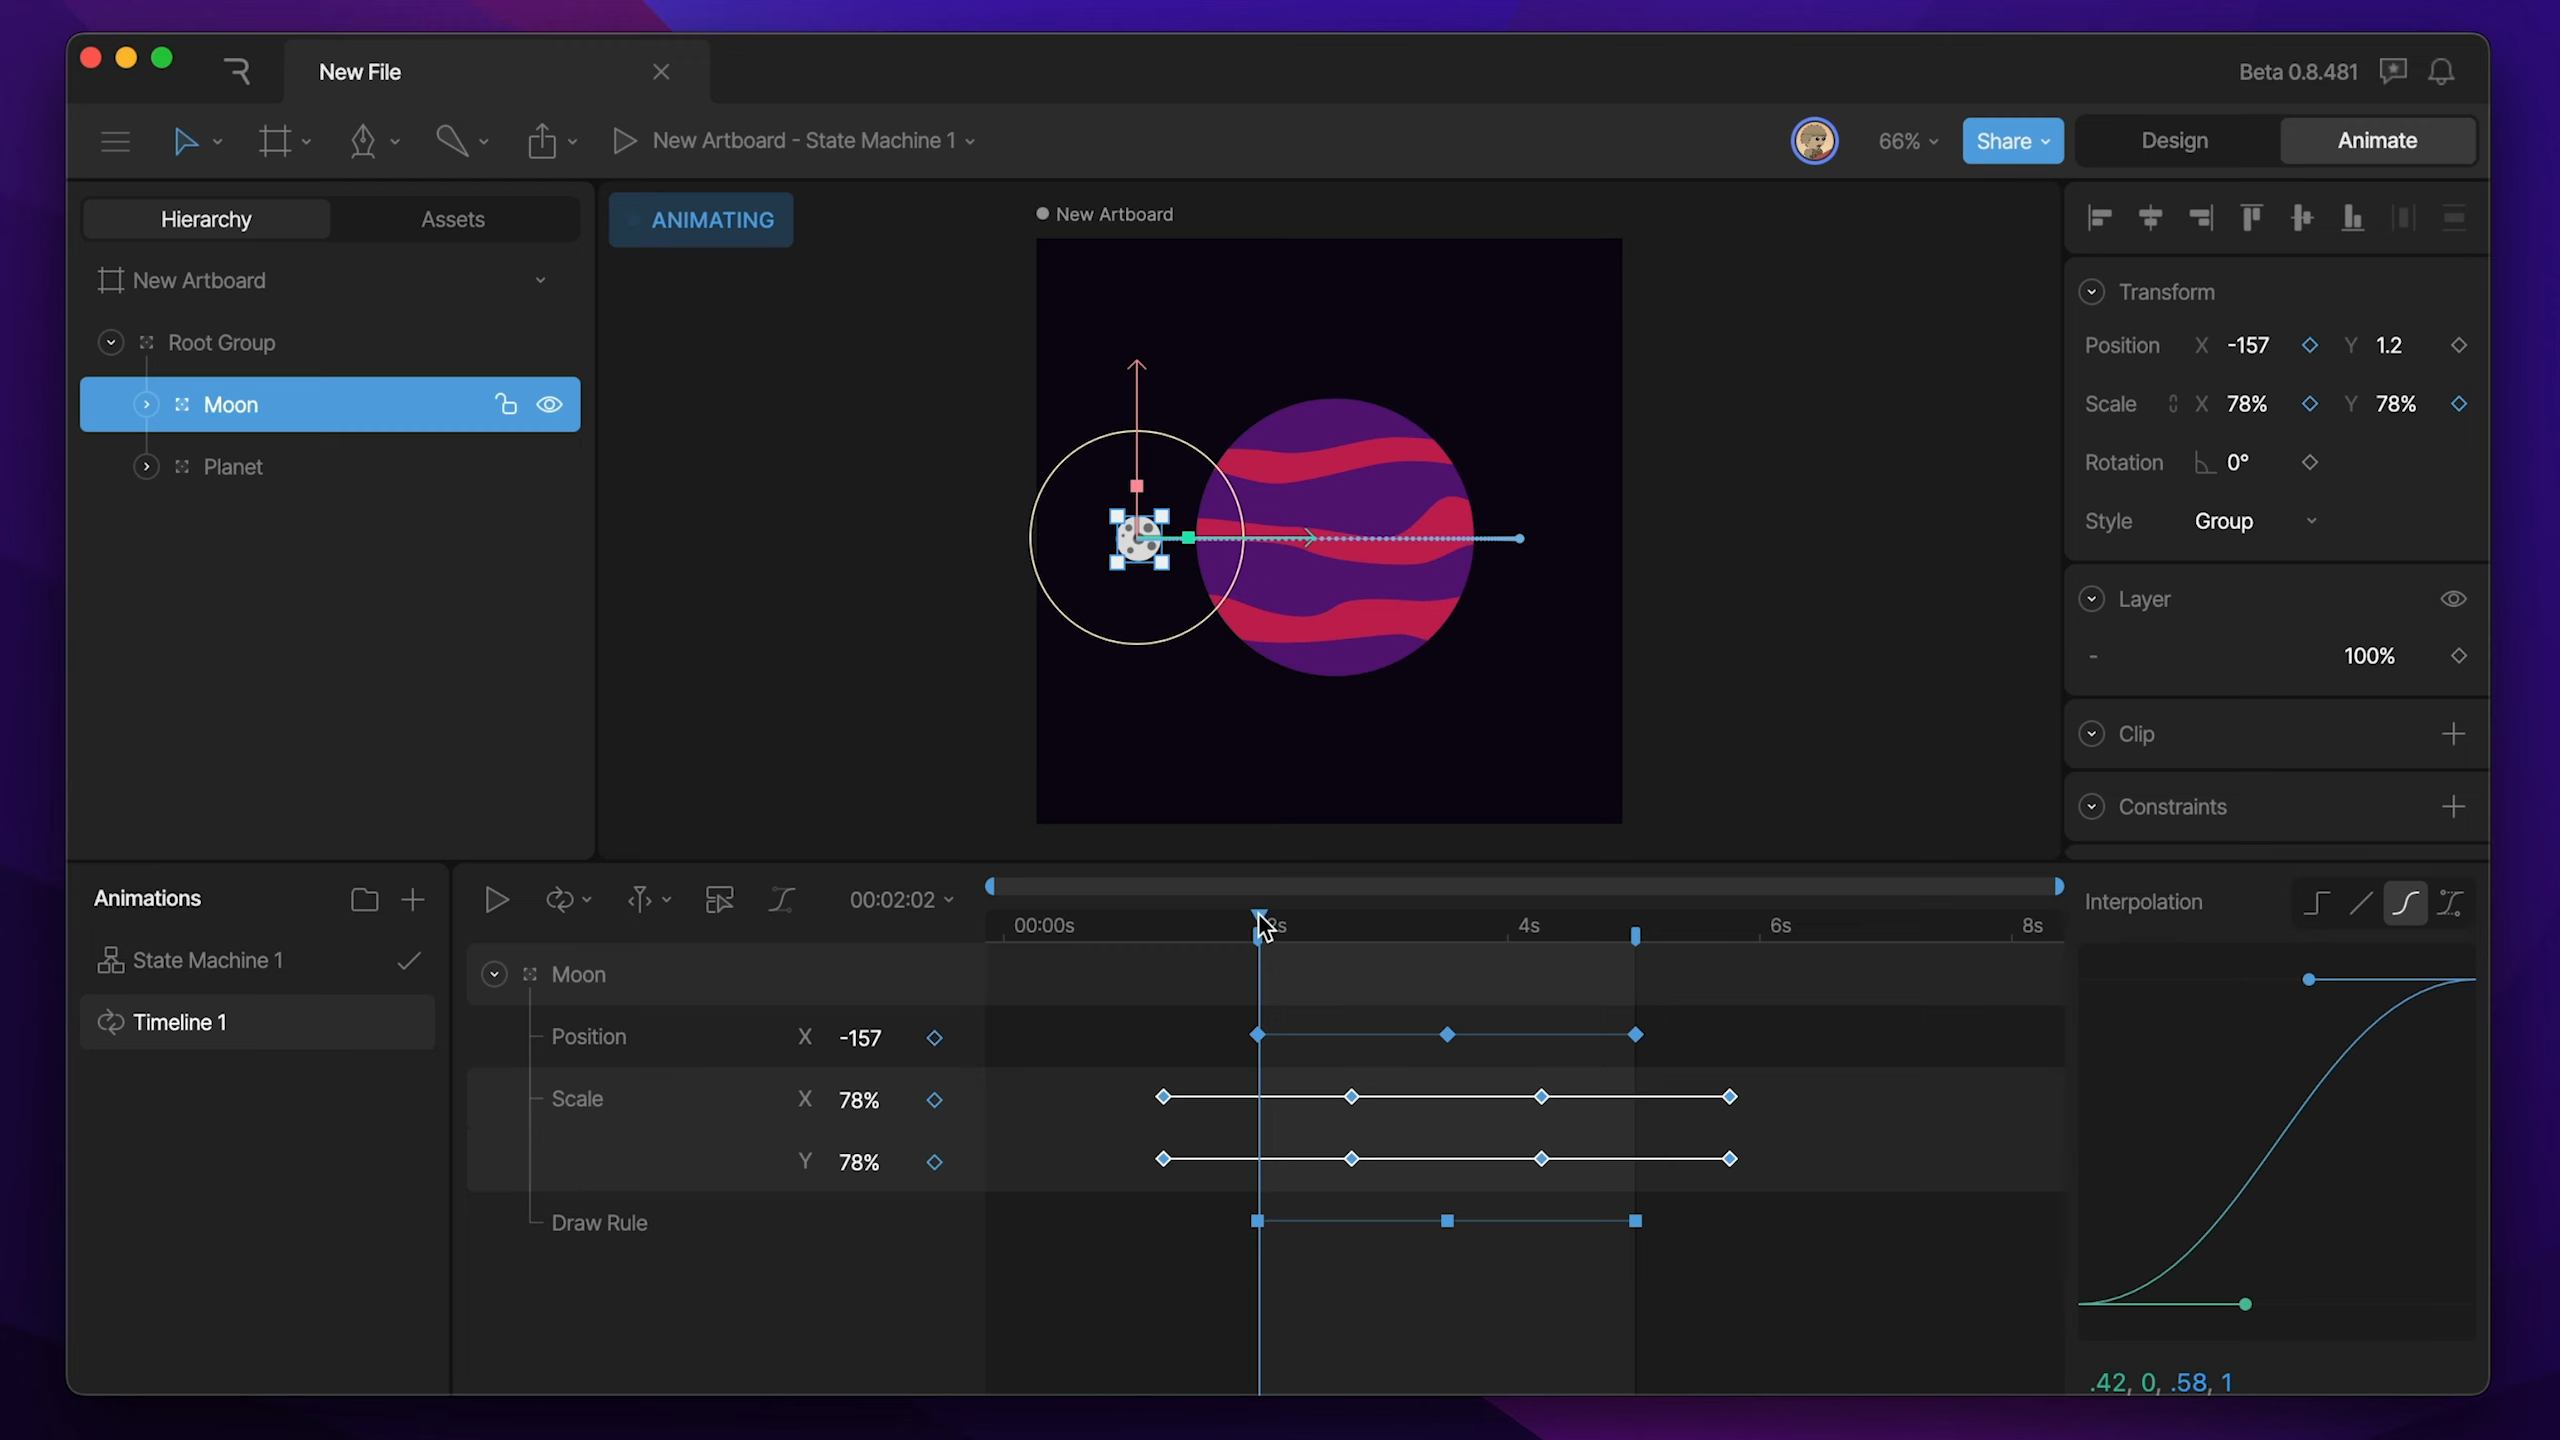 New File
Beta 0.8.481
New Artboard - State Machine 1
66%
Share
Design
Animate
Hierarchy
Assets
ANIMATING
New Artboard
New Artboard
Root Group
Moon
Planet
Transform
Position X -157 Y 1.2
Scale X 78% Y 78%
Rotation 0°
Style Group
Layer
- 100%
Clip
Constraints
Animations
State Machine 1
Timeline 1
00:02:02
00:00s
4s
6s
8s
Moon
Position X -157
Scale X 78%
Y 78%
Draw Rule
Interpolation
.42, 0, .58, 1